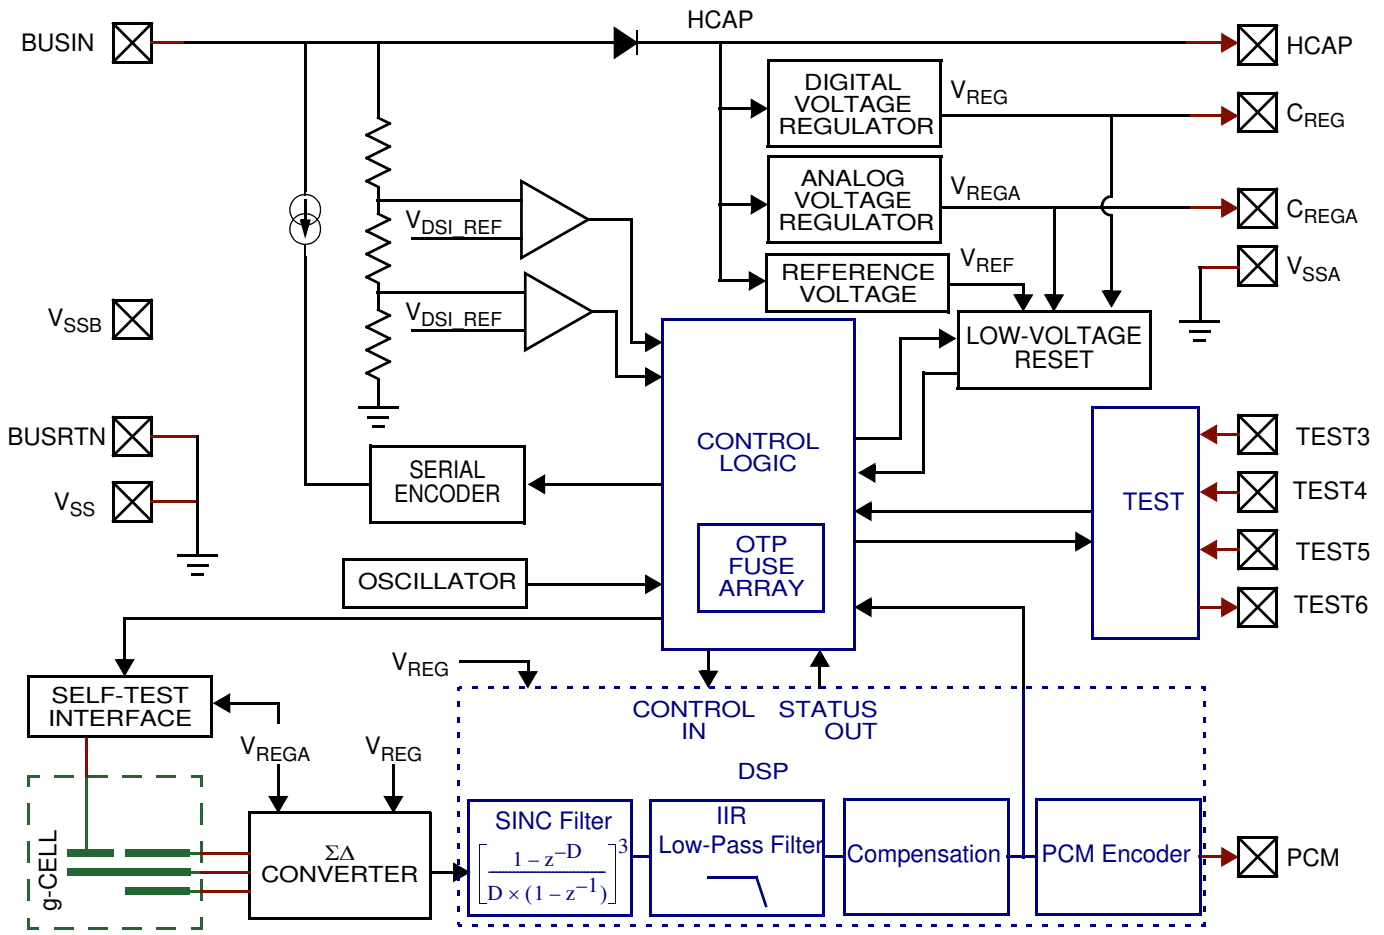 HCAP
BUSIN
HCAP
DIGITAL
VOLTAGE
REGULATOR
VREG
CREG
ANALOG
VOLTAGE
REGULATOR
VREGA
CREGA
VDSI_REF
REFERENCE
VOLTAGE
VREF
VSSA
VSSB
VDSI_REF
LOW-VOLTAGE
RESET
BUSRTN
VSS
SERIAL
ENCODER
CONTROL
LOGIC
OTP
FUSE
ARRAY
TEST
TEST3
TEST4
TEST5
TEST6
OSCILLATOR
VREG
SELF-TEST
INTERFACE
CONTROL
IN
STATUS
OUT
VREGA
VREG
DSP
g-CELL
ΣΔ
CONVERTER
SINC Filter
[(1 – z^–D) / (D × (1 – z^–1))]^3
IIR
Low-Pass Filter
Compensation
PCM Encoder
PCM